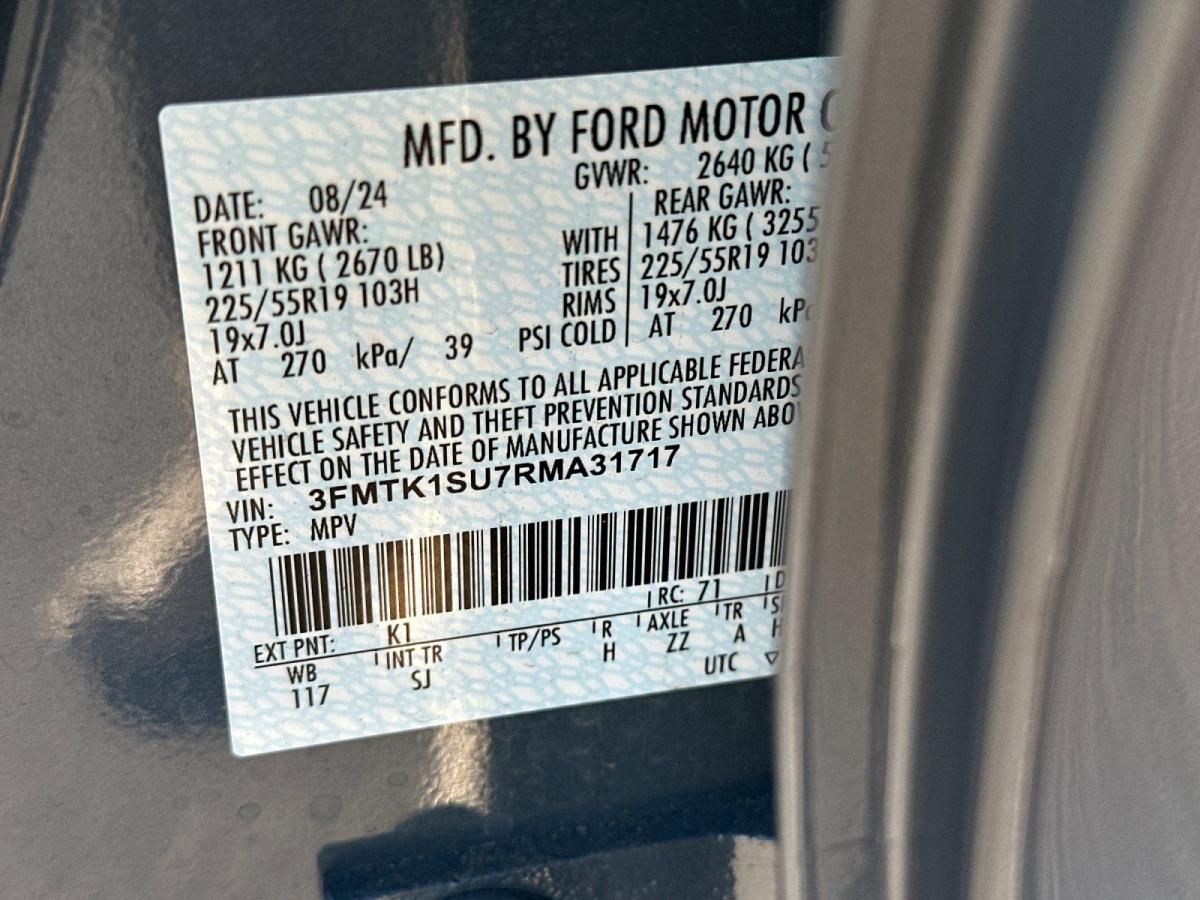 MFD. BY FORD MOTOR
DATE: 08/24 GVWR: 2640 KG (
FRONT GAWR: REAR GAWR:
1211 KG ( 2670 LB) WITH 1476 KG ( 3255
225/55R19 103H TIRES 225/55R19 103
19x7.0J RIMS 19x7.0J
AT 270 kPa/ 39 PSI COLD AT 270 kP
THIS VEHICLE CONFORMS TO ALL APPLICABLE FEDERA
VEHICLE SAFETY AND THEFT PREVENTION STANDARDS
EFFECT ON THE DATE OF MANUFACTURE SHOWN ABO
VIN: 3FMTK1SU7RMA31717
TYPE: MPV
EXT PNT: K1 RC: 71
WB INT TR TP/PS R AXLE TR
117 SJ H ZZ A
UTC